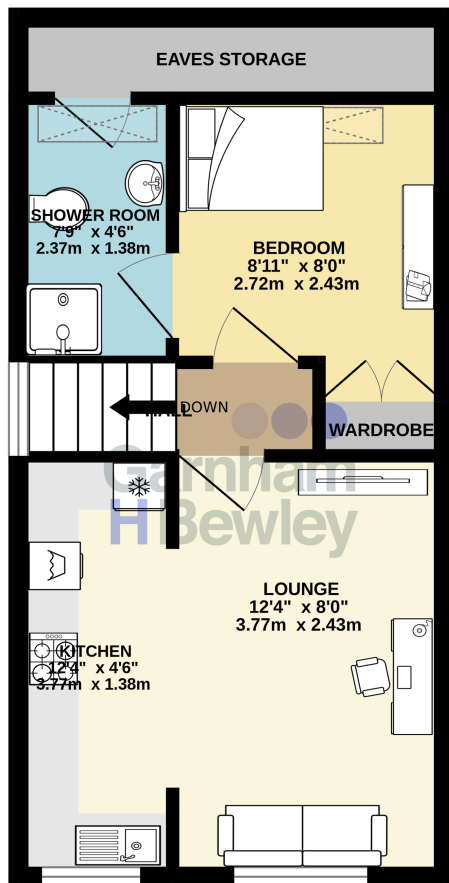 EAVES STORAGE
SHOWER ROOM
7'9" x 4'6"
2.37m x 1.38m
BEDROOM
8'11" x 8'0"
2.72m x 2.43m
HALL
DOWN
WARDROBE
Garnham
H Bewley
LOUNGE
12'4" x 8'0"
3.77m x 2.43m
KITCHEN
12'4" x 4'6"
3.77m x 1.38m